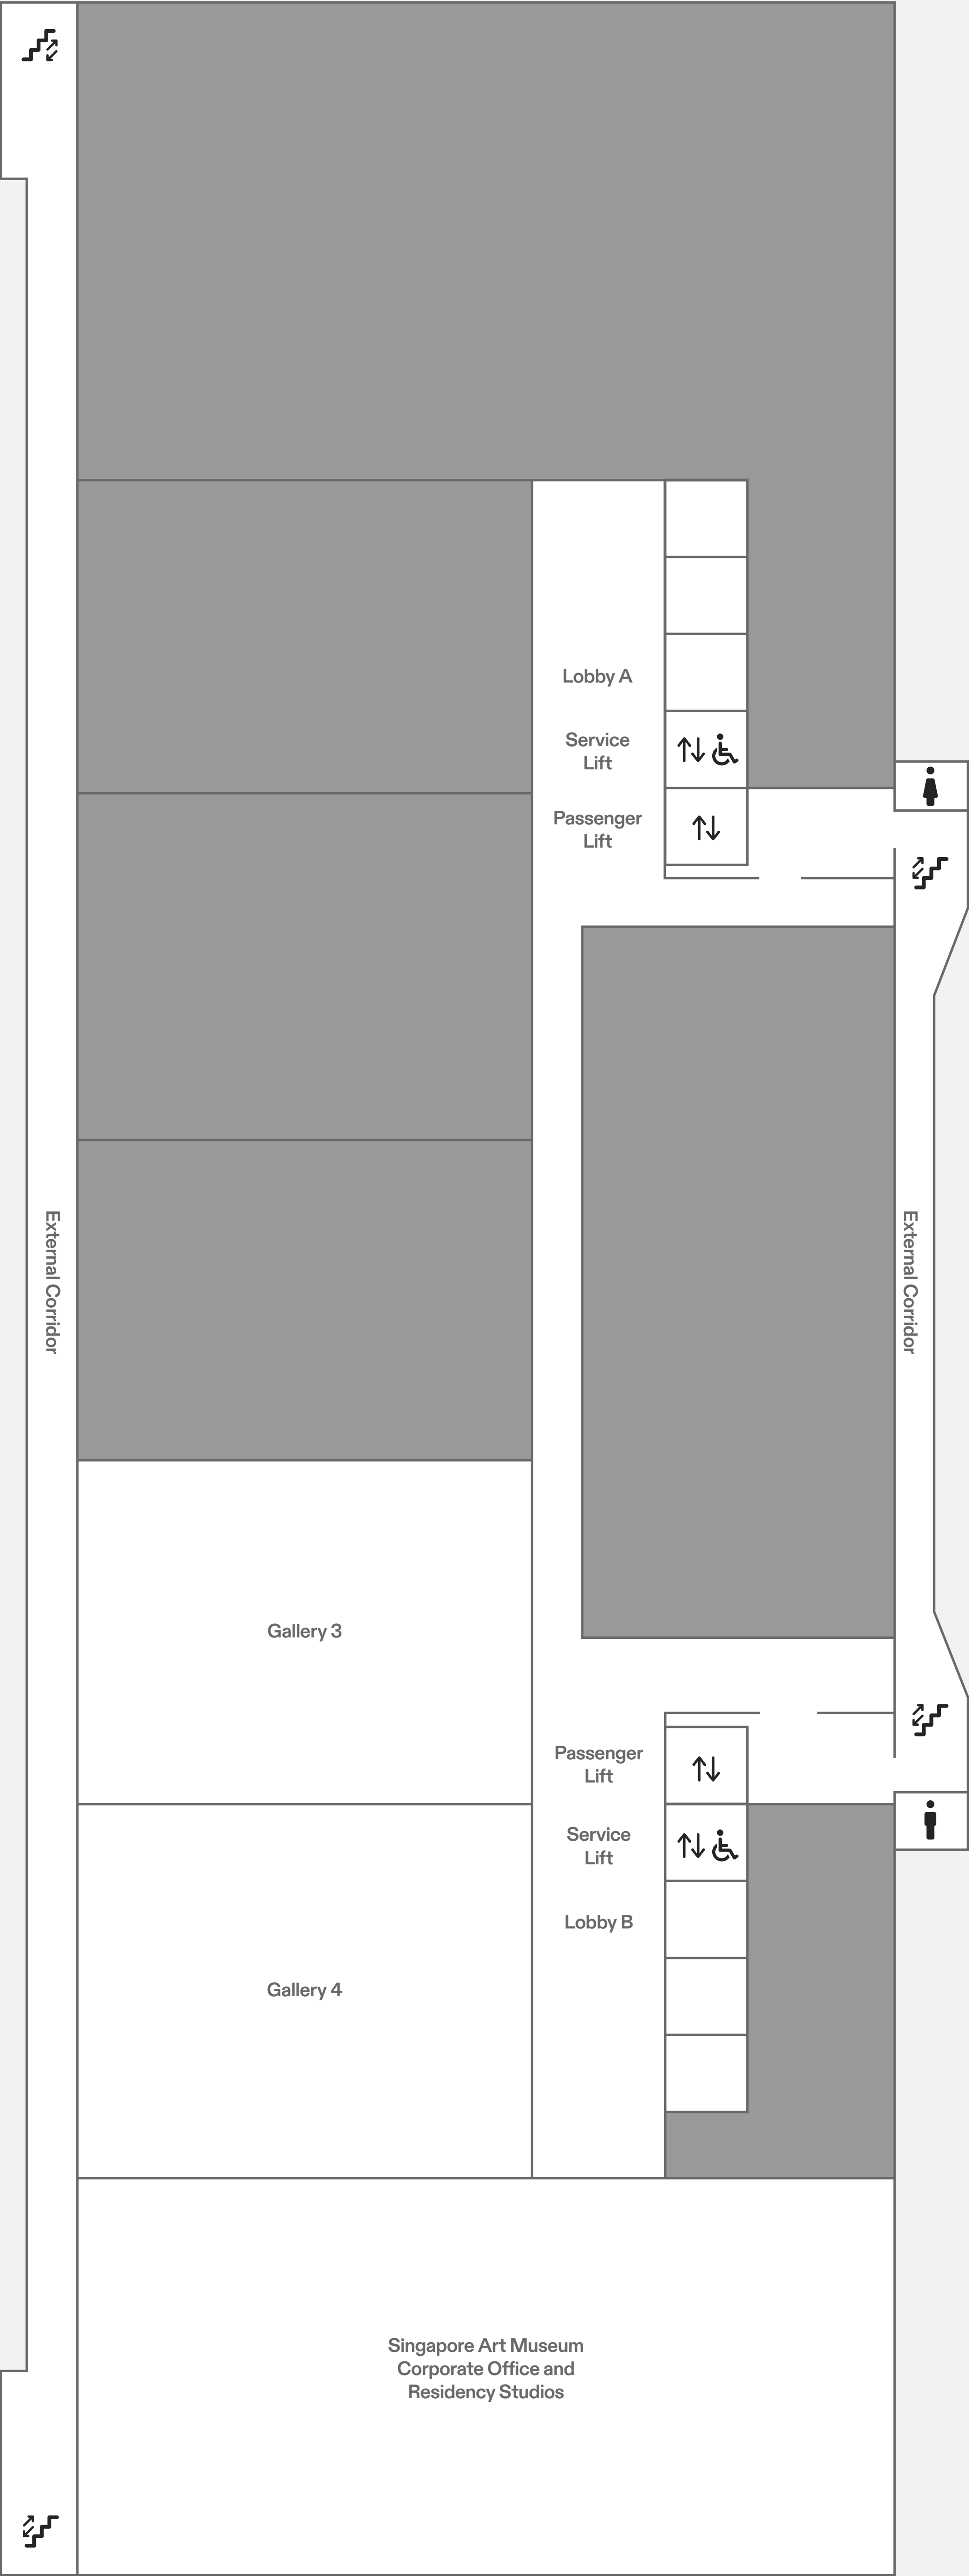 Lobby A
Service
Lift
Passenger
Lift
External Corridor
External Corridor
Gallery 3
Passenger
Lift
Service
Lift
Lobby B
Gallery 4
Singapore Art Museum
Corporate Office and
Residency Studios